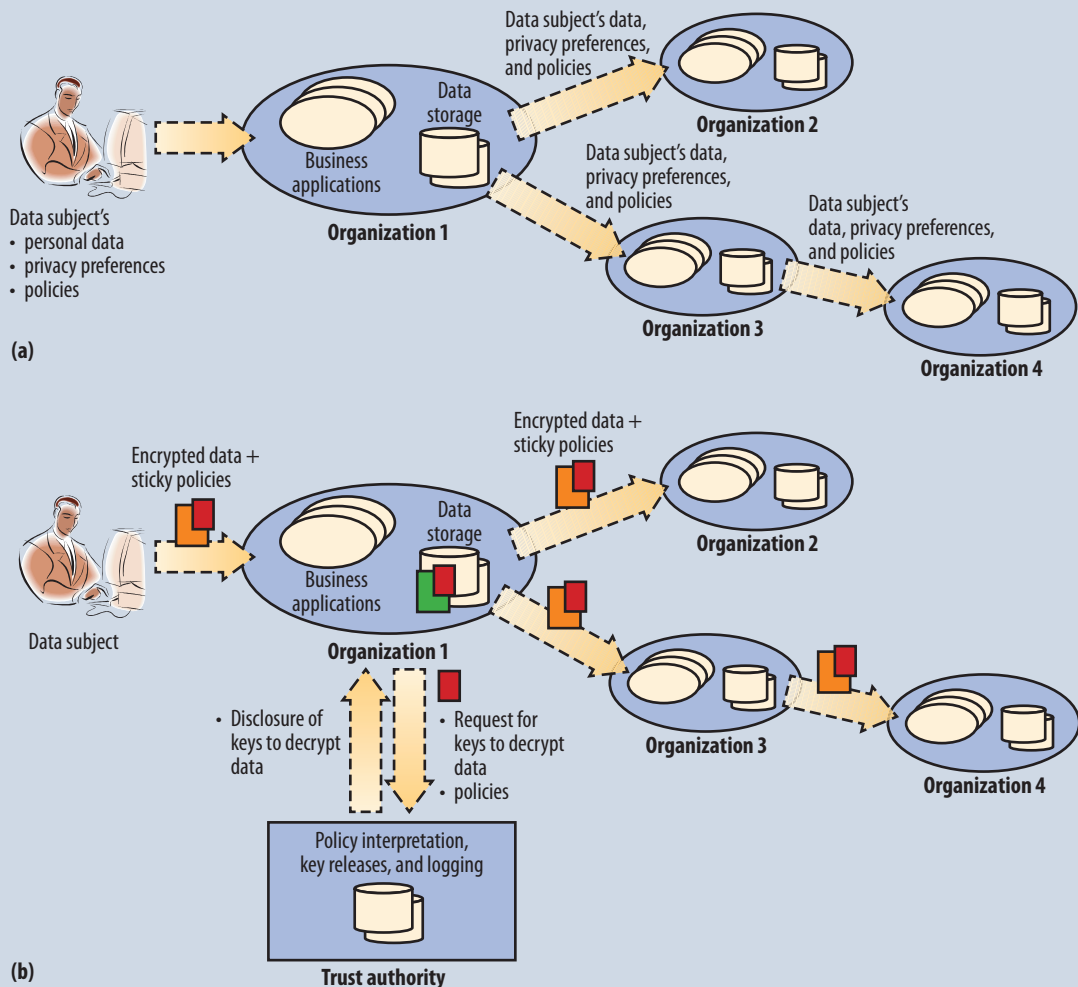 Data subject's data,
privacy preferences,
and policies
Organization 2
Data
storage
Business
applications
Organization 1
Data subject's data,
privacy preferences,
and policies
Data subject's
• personal data
• privacy preferences
• policies
Data subject's
data, privacy preferences,
and policies
Organization 3
Organization 4
(a)
Encrypted data +
sticky policies
Encrypted data +
sticky policies
Organization 2
Data
storage
Business
applications
Data subject
Organization 1
• Disclosure of
keys to decrypt
data
• Request for
keys to decrypt
data
• policies
Organization 3
Organization 4
Policy interpretation,
key releases, and logging
Trust authority
(b)